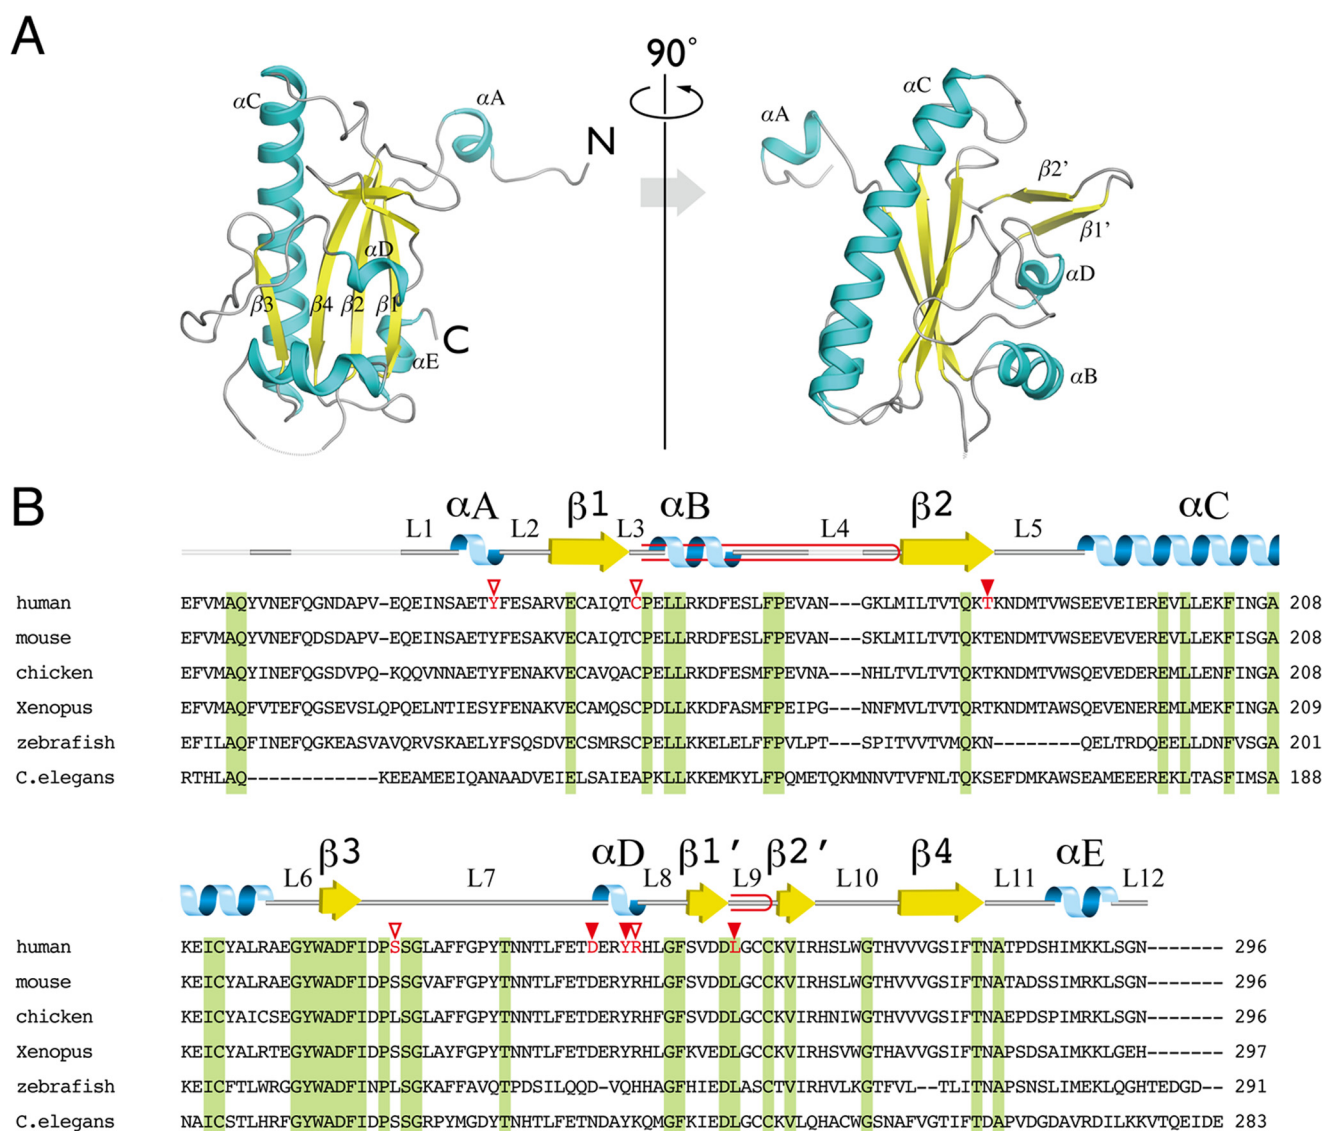 A
90°
αC
αA
N
αD
β3
β4
β2
β1
C
αE
αA
αC
β2’
β1’
αD
αB
B
L1 αA L2 β1 L3 αB L4 β2 L5 αC
human EFVMAQYVNEFQGNDAPV-EQEINSAETYFESARVECAIQTCPELLRKDFESLFPEVAN---GKLMILTVTQKTKNDMTVWSEEVEIEREVLLEKFINGA 208
mouse EFVMAQYVNEFQDSDAPV-EQEINSAETYFESAKVECAIQTCPELLRRDFESLFPEVAN---SKLMILTVTQKTENDMTVWSEEVEVEREVLLEKFISGA 208
chicken EFVMAQYINEFQGSDVPQ-KQQVNNAETYFENAKVECAVQACPELLRKDFESMFPEVNA---NHLTVLTVTQKTKNDMTVWSQEVEDEREMLLENFINGA 208
Xenopus EFVMAQFVTEFQGSEVSLQPQELNTIESYFENAKVECAMQSCPDLLKKDFASMFPEIPG---NNFMVLTVTQRTKNDMTAWSQEVENEREMLMEKFINGA 209
zebrafish EFILAQFINEFQGKEASVAVQRVSKAELYFSQSDVECSMRSCPELLKKELELFFPVLPT---SPITVVTVMQKN--------QELTRDQEELLDNFVSGA 201
C.elegans RTHLAQ------------KEEAMEEIQANAADVEIELSAIEAPKLLKKEMKYLFPQMETQKMNNVTVFNLTQKSEFDMKAWSEAMEEEREKLTASFIMSA 188
L6 β3 L7 αD L8 β1’ L9 β2’ L10 β4 L11 αE L12
human KEICYALRAEGYWADFIDPSSGLAFFGPYTNNTLFETDERYRHLGFSVDDLGCCKVIRHSLWGTHVVVGSIFTNATPDSHIMKKLSGN------- 296
mouse KEICYALRAEGYWADFIDPSSGVAFFGPYTNNTLFETDERYRHLGFSVDDLGCCKVIRHSLWGTHVVVGSIFTNATADSSIMRKLSGN------- 296
chicken KEICYAICSEGYWADFIDPLSGLAFFGPYTNNTLFETDERYRHFGFSVDDLGCCKVIRHNIWGTHVVVGSIFTNAEPDSPIMRKLSGN------- 296
Xenopus KEICYALRTEGYWADFIDPSSGLAYFGPYTNNTLFETDERYRHLGFKVEDLGCCKVIRHSVWGTHAVVGSIFTNAPSDSAIMKKLGEH------- 297
zebrafish KEICFTLWRGGYWADFINPLSGKAFFAVQTPDSILQQD-VQHHAGFHIEDLASCTVIRHVLKGTFVVL--TLITNAPSNSLIMEKLQGHTEDGD-- 291
C.elegans NAICSTLHRFGYWADFIDPSSGRPYMGDYTNHTLFETNDAYKQMGFKIEDLGCCKVLQHACWGSNAFVGTIFTDAPVDGDAVRDILKKVTQEIDE 283